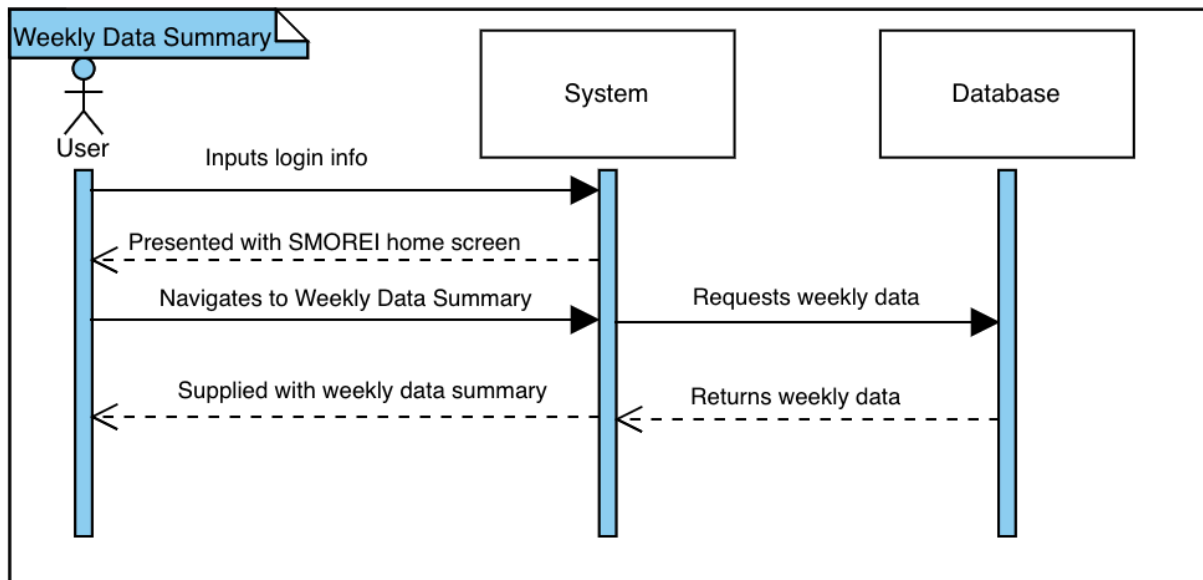 Weekly Data Summary
System
Database
User
Inputs login info
Presented with SMOREI home screen
Navigates to Weekly Data Summary
Requests weekly data
Supplied with weekly data summary
Returns weekly data